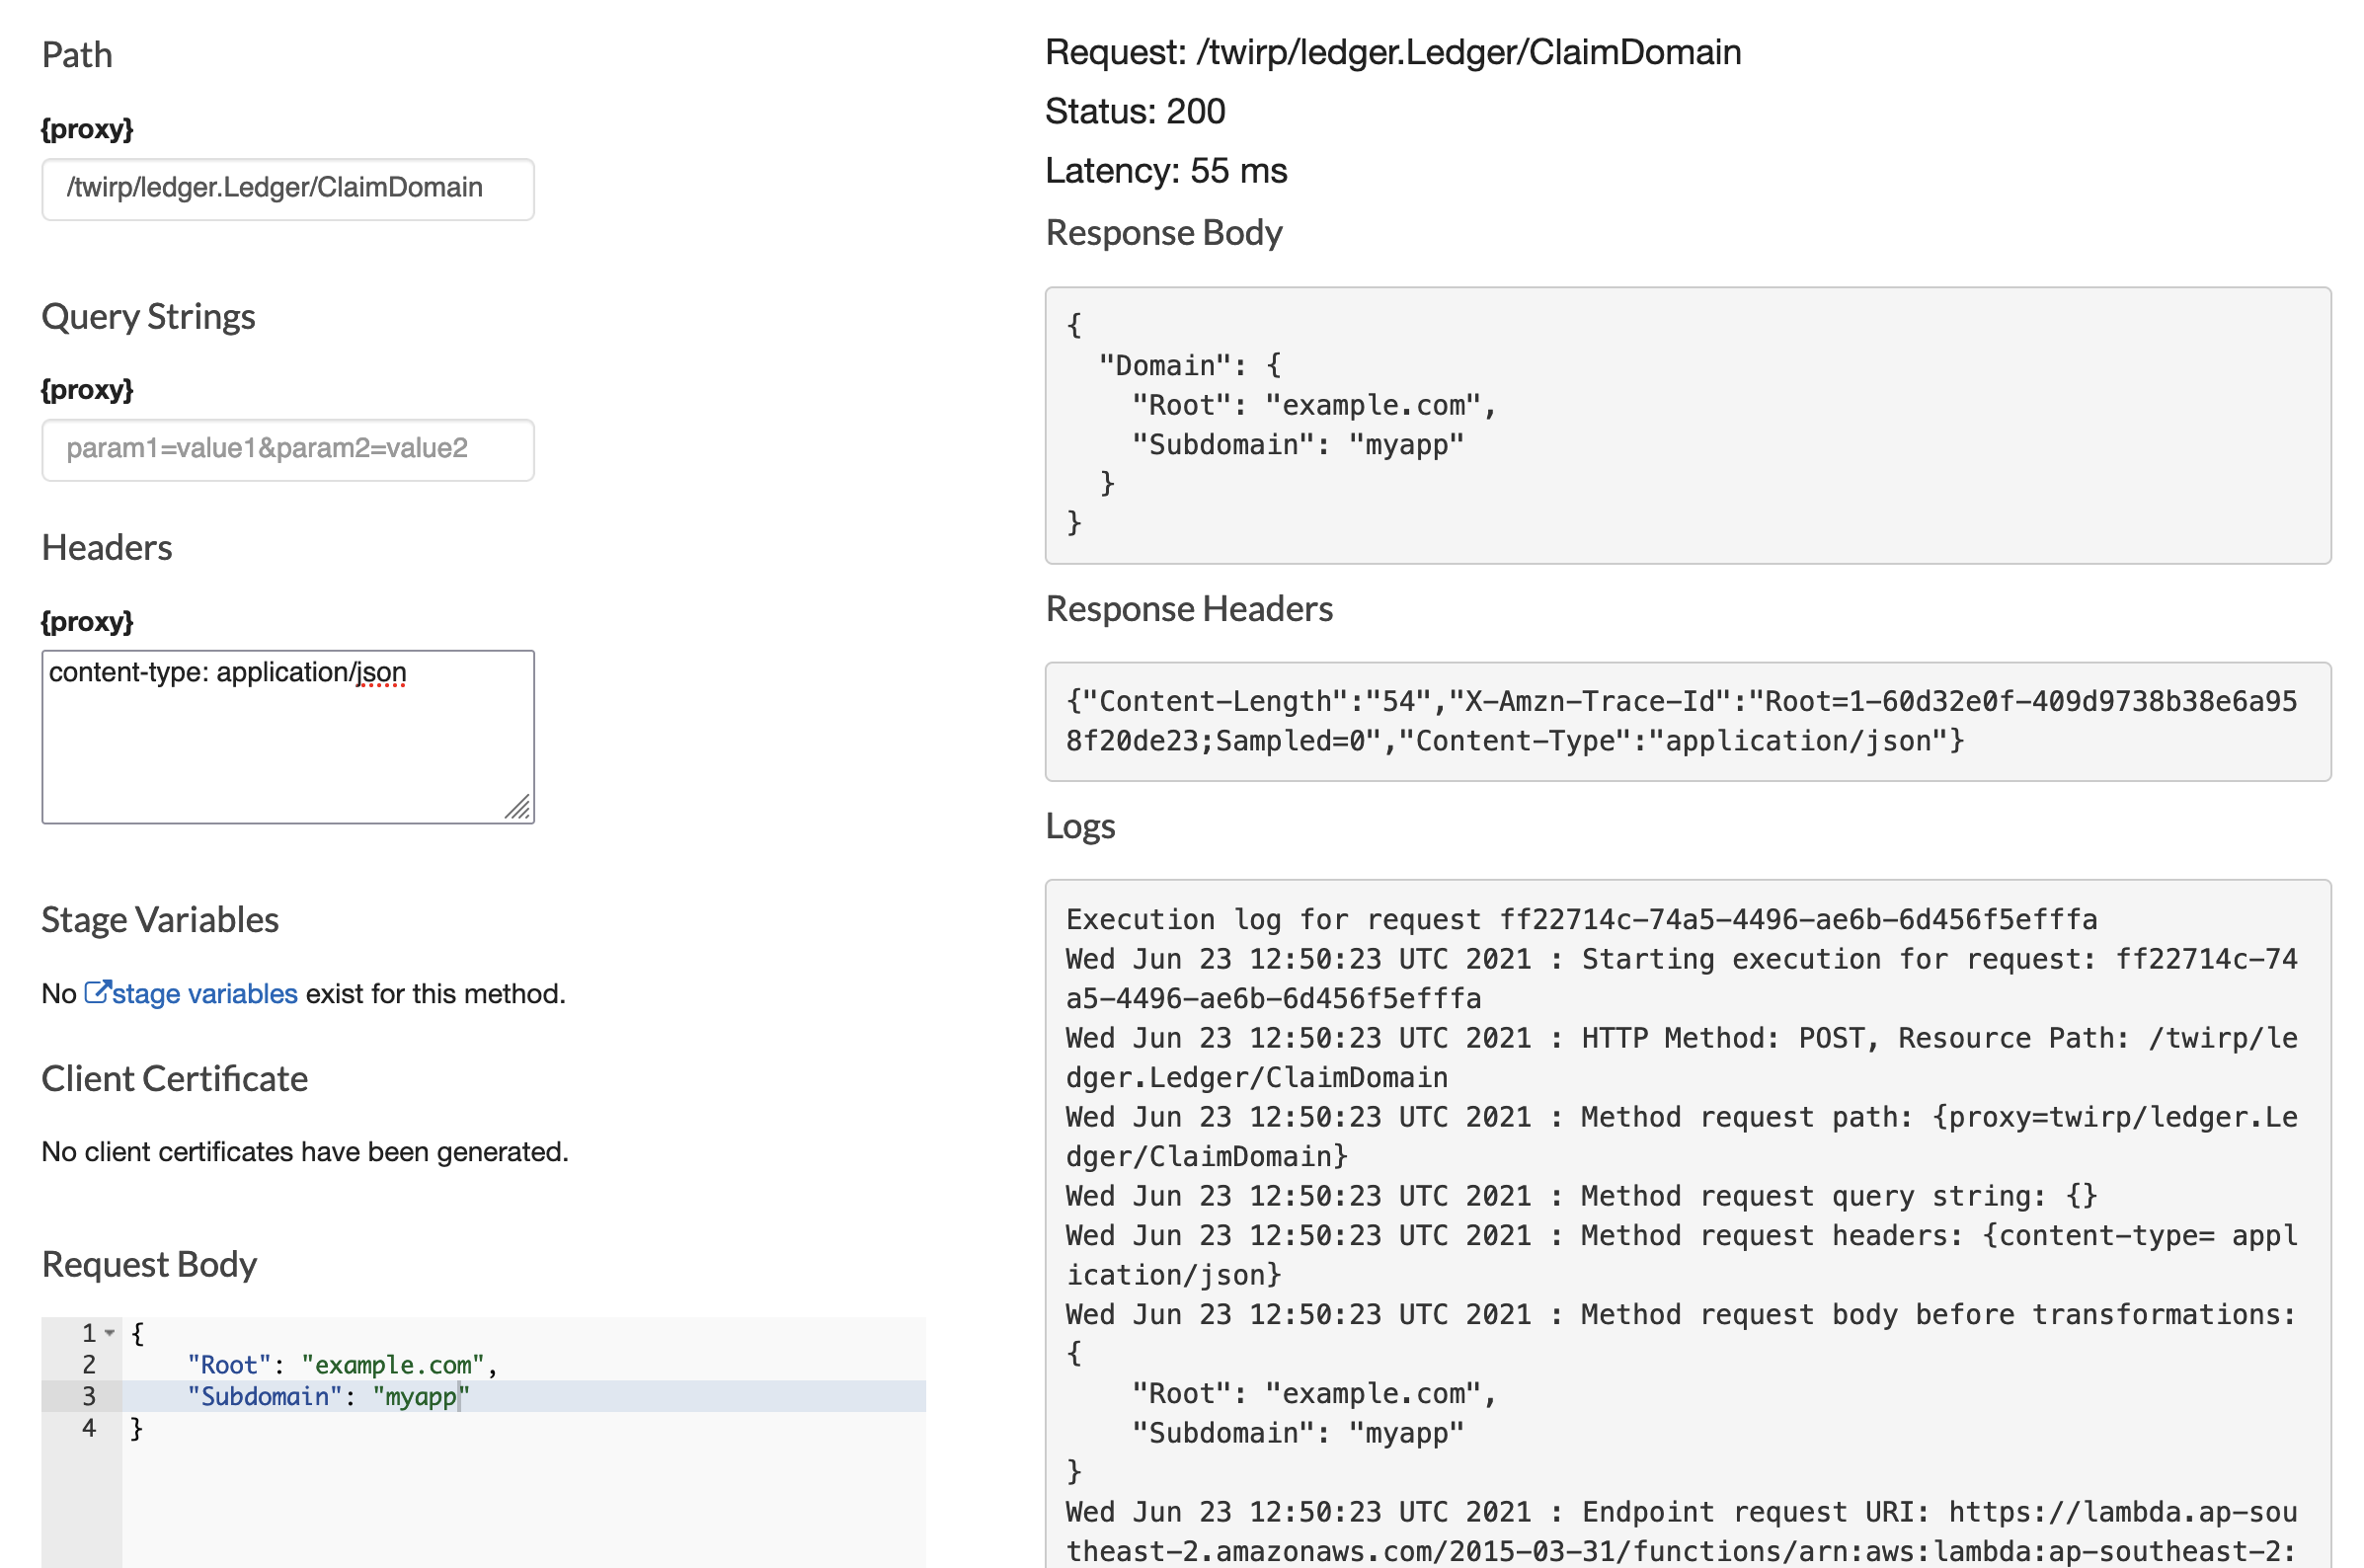 Path
{proxy}
/twirp/ledger.Ledger/ClaimDomain
Query Strings
{proxy}
param1=value1&param2=value2
Headers
{proxy}
content-type: application/json
Stage Variables
No stage variables exist for this method.
Client Certificate
No client certificates have been generated.
Request Body
1 {
2     "Root": "example.com",
3     "Subdomain": "myapp"
4 }
Request: /twirp/ledger.Ledger/ClaimDomain
Status: 200
Latency: 55 ms
Response Body
{
  "Domain": {
    "Root": "example.com",
    "Subdomain": "myapp"
  }
}
Response Headers
{"Content-Length":"54","X-Amzn-Trace-Id":"Root=1-60d32e0f-409d9738b38e6a95
8f20de23;Sampled=0","Content-Type":"application/json"}
Logs
Execution log for request ff22714c-74a5-4496-ae6b-6d456f5efffa
Wed Jun 23 12:50:23 UTC 2021 : Starting execution for request: ff22714c-74
a5-4496-ae6b-6d456f5efffa
Wed Jun 23 12:50:23 UTC 2021 : HTTP Method: POST, Resource Path: /twirp/le
dger.Ledger/ClaimDomain
Wed Jun 23 12:50:23 UTC 2021 : Method request path: {proxy=twirp/ledger.Le
dger/ClaimDomain}
Wed Jun 23 12:50:23 UTC 2021 : Method request query string: {}
Wed Jun 23 12:50:23 UTC 2021 : Method request headers: {content-type= appl
ication/json}
Wed Jun 23 12:50:23 UTC 2021 : Method request body before transformations:
{
    "Root": "example.com",
    "Subdomain": "myapp"
}
Wed Jun 23 12:50:23 UTC 2021 : Endpoint request URI: https://lambda.ap-sou
theast-2.amazonaws.com/2015-03-31/functions/arn:aws:lambda:ap-southeast-2: